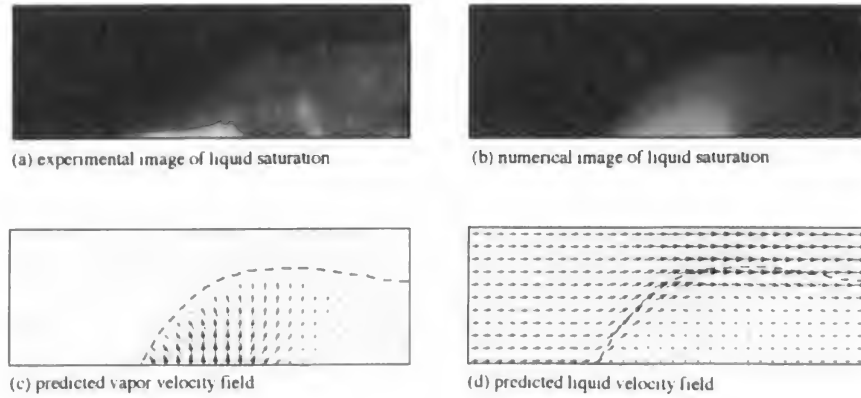 (a) experimental image of liquid saturation
(b) numerical image of liquid saturation
(c) predicted vapor velocity field
(d) predicted liquid velocity field